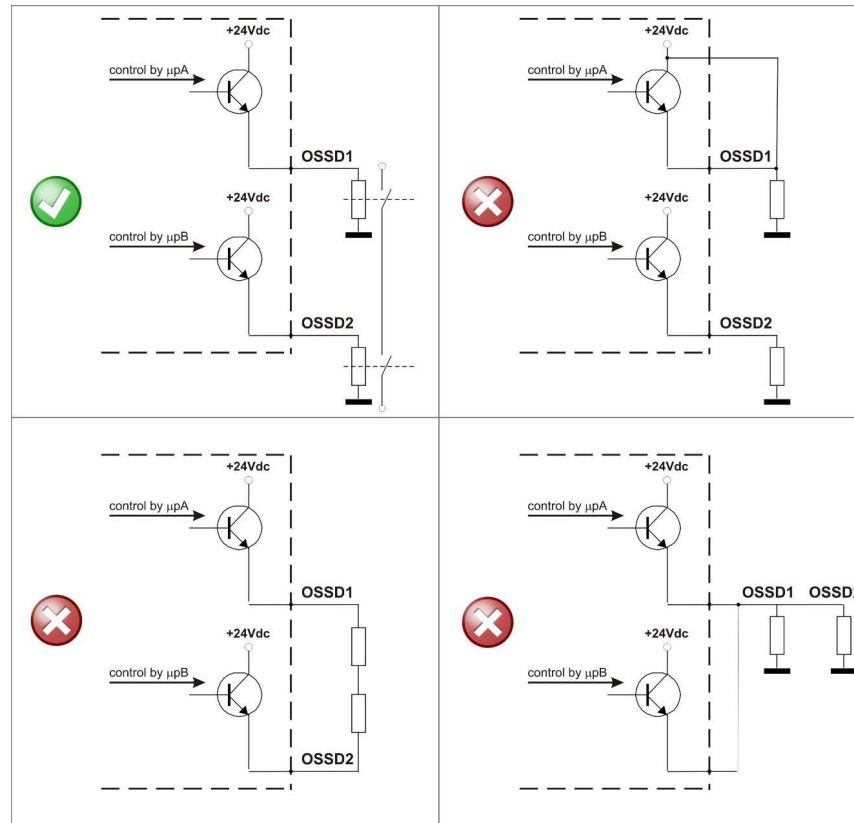 +24Vdc
control by µpA
OSSD1
+24Vdc
control by µpB
OSSD2
+24Vdc
control by µpA
OSSD1
+24Vdc
control by µpB
OSSD2
+24Vdc
control by µpA
OSSD1
+24Vdc
control by µpB
OSSD2
+24Vdc
control by µpA
OSSD1 OSSD2
+24Vdc
control by µpB